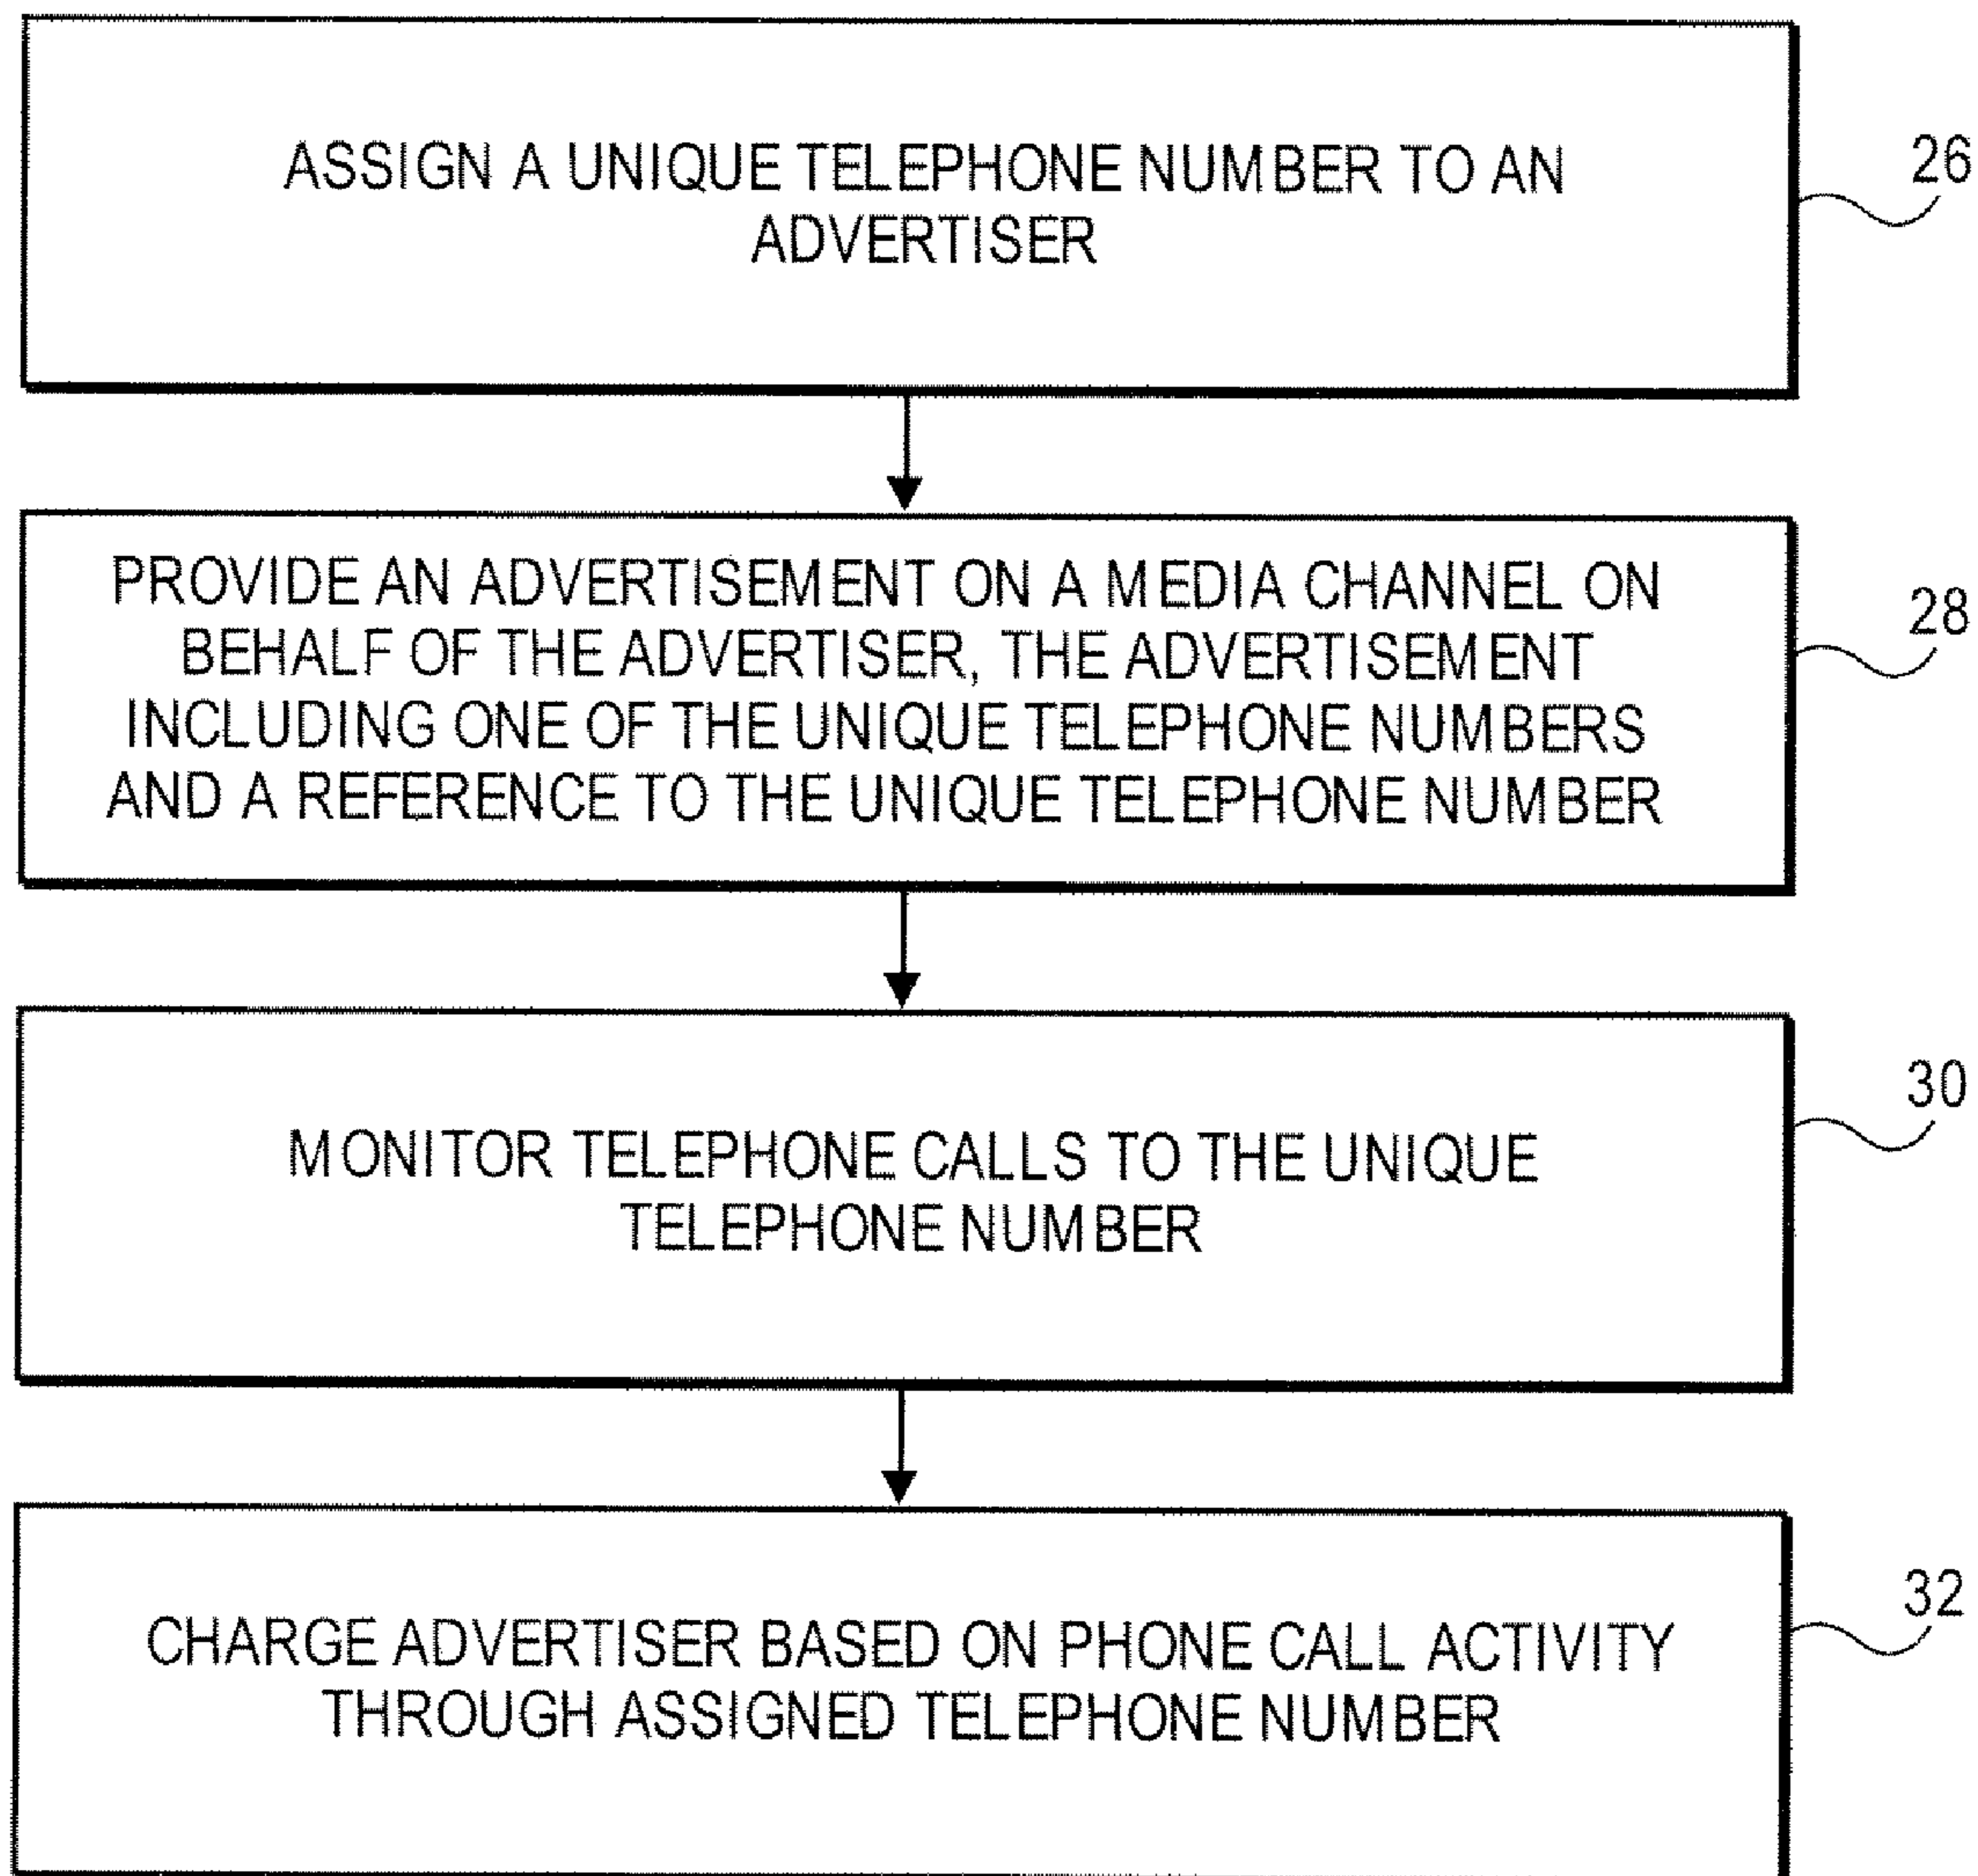 ASSIGN A UNIQUE TELEPHONE NUMBER TO AN
ADVERTISER
26
PROVIDE AN ADVERTISEMENT ON A MEDIA CHANNEL ON
BEHALF OF THE ADVERTISER, THE ADVERTISEMENT
INCLUDING ONE OF THE UNIQUE TELEPHONE NUMBERS
AND A REFERENCE TO THE UNIQUE TELEPHONE NUMBER
28
MONITOR TELEPHONE CALLS TO THE UNIQUE
TELEPHONE NUMBER
30
CHARGE ADVERTISER BASED ON PHONE CALL ACTIVITY
THROUGH ASSIGNED TELEPHONE NUMBER
32